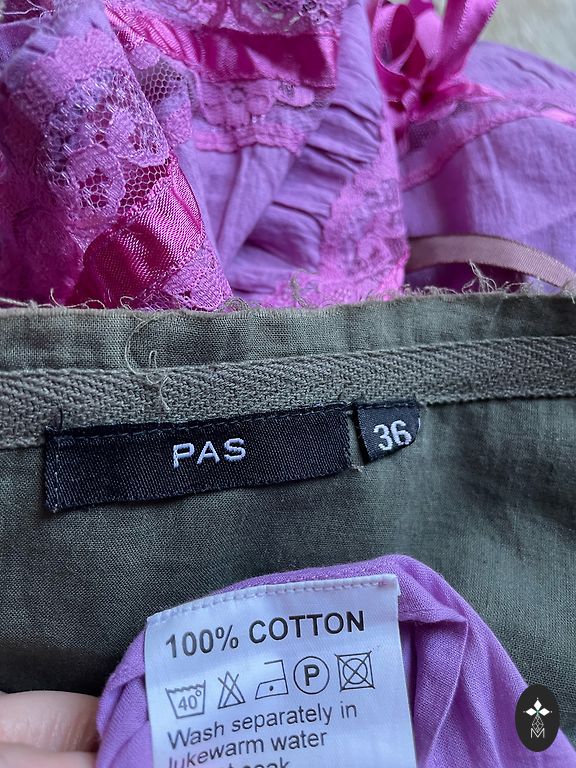 PAS
36
100% COTTON
40°
P
Wash separately in
lukewarm water